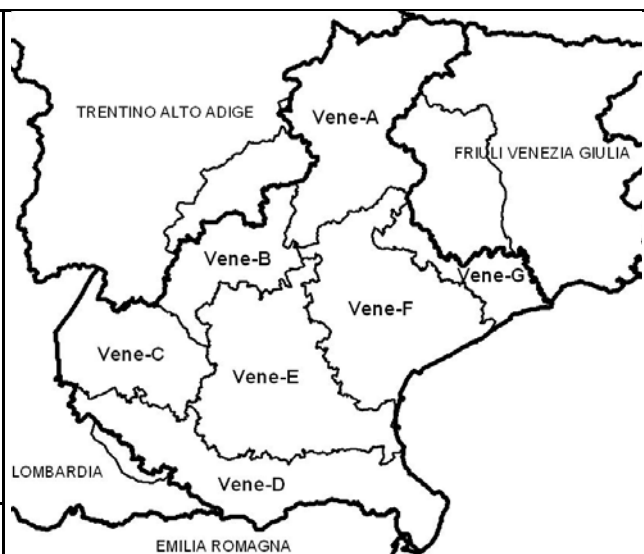 Vene-A
TRENTINO ALTO ADIGE
FRIULI VENEZIA GIULIA
Vene-B
Vene-G
Vene-F
Vene-C
Vene-E
LOMBARDIA
Vene-D
EMILIA ROMAGNA